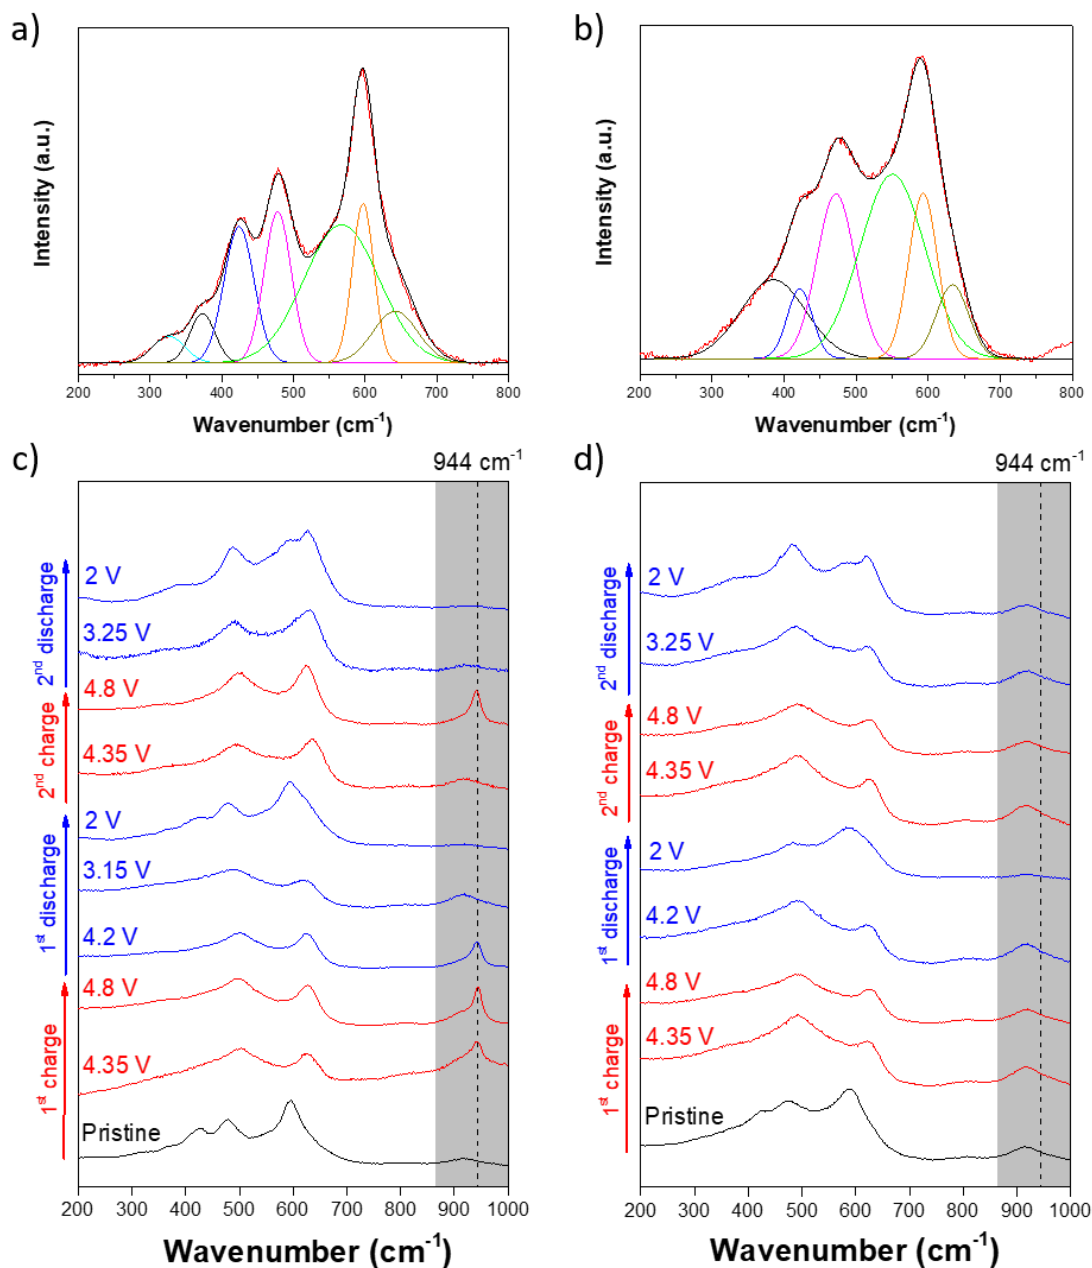 a)
Intensity (a.u.)
200 300 400 500 600 700 800
Wavenumber (cm⁻¹)
b)
Intensity (a.u.)
200 300 400 500 600 700 800
Wavenumber (cm⁻¹)
c)
944 cm⁻¹
2 V
3.25 V
4.8 V
4.35 V
2 V
3.15 V
4.2 V
4.8 V
4.35 V
Pristine
2nd discharge
2nd charge
1st discharge
1st charge
200 300 400 500 600 700 800 900 1000
Wavenumber (cm⁻¹)
d)
944 cm⁻¹
2 V
3.25 V
4.8 V
4.35 V
2 V
4.2 V
4.8 V
4.35 V
Pristine
2nd discharge
2nd charge
1st discharge
1st charge
200 300 400 500 600 700 800 900 1000
Wavenumber (cm⁻¹)